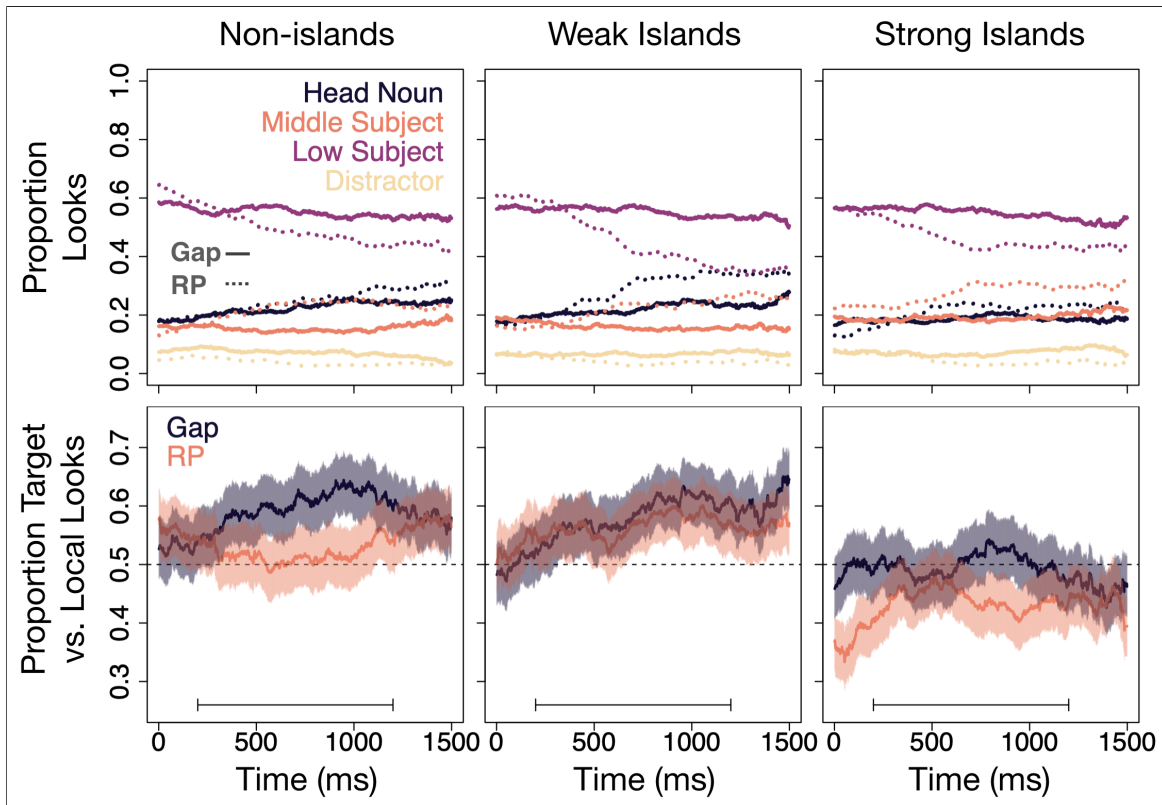 Non-islands
Weak Islands
Strong Islands
Proportion
Looks
1.0
0.8
0.6
0.4
0.2
0.0
Head Noun
Middle Subject
Low Subject
Distractor
Gap
RP
Proportion Target
vs. Local Looks
0.7
0.6
0.5
0.4
0.3
Gap
RP
0 500 1000 1500
0 500 1000 1500
0 500 1000 1500
Time (ms)
Time (ms)
Time (ms)